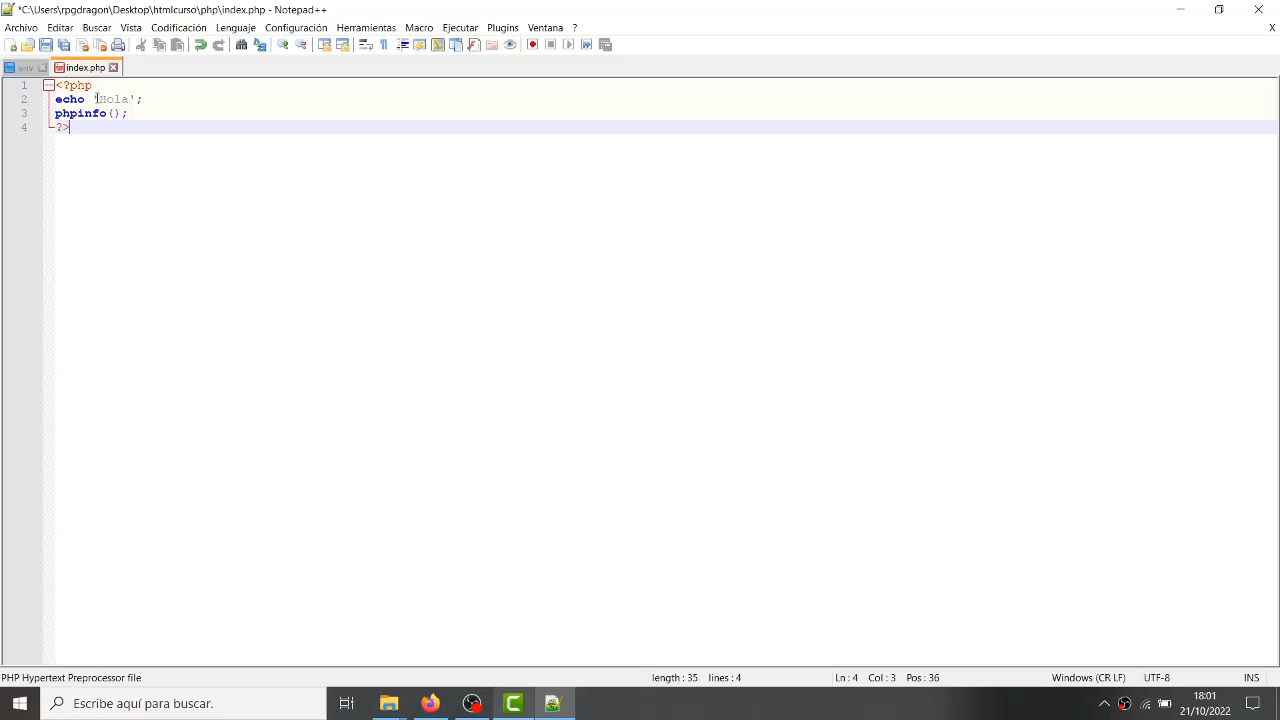 *C:\Users\rpgdragon\Desktop\htmlcurso\php\index.php - Notepad++
Archivo Editar Buscar Vista Codificación Lenguaje Configuración Herramientas Macro Ejecutar Plugins Ventana ? X
env index.php
1 <?php
2 echo 'Hola';
3 phpinfo();
4 ?>
PHP Hypertext Preprocessor file length : 35 lines : 4 Ln : 4 Col : 3 Pos : 36 Windows (CR LF) UTF-8 INS
Escribe aquí para buscar.
18:01
21/10/2022